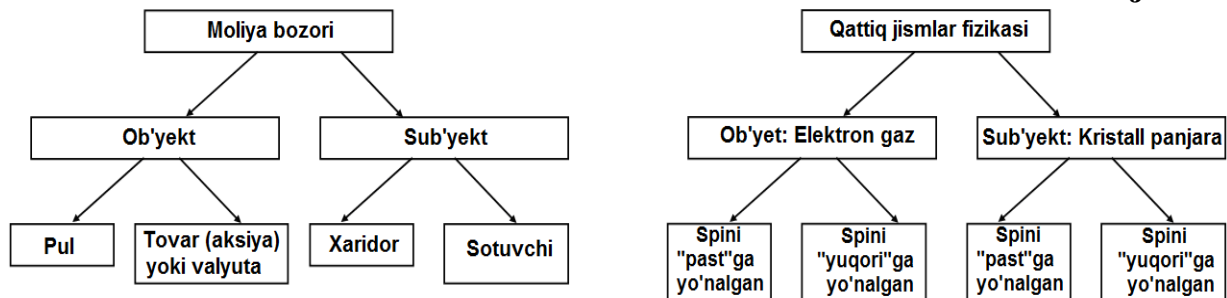 Moliya bozori
Ob'yekt
Sub'yekt
Pul
Tovar (aksiya)
yoki valyuta
Xaridor
Sotuvchi
Qattiq jismlar fizikasi
Ob'yet: Elektron gaz
Sub'yekt: Kristall panjara
Spini
"past"ga
yo'nalgan
Spini
"yuqori"ga
yo'nalgan
Spini
"past"ga
yo'nalgan
Spini
"yuqori"ga
yo'nalgan